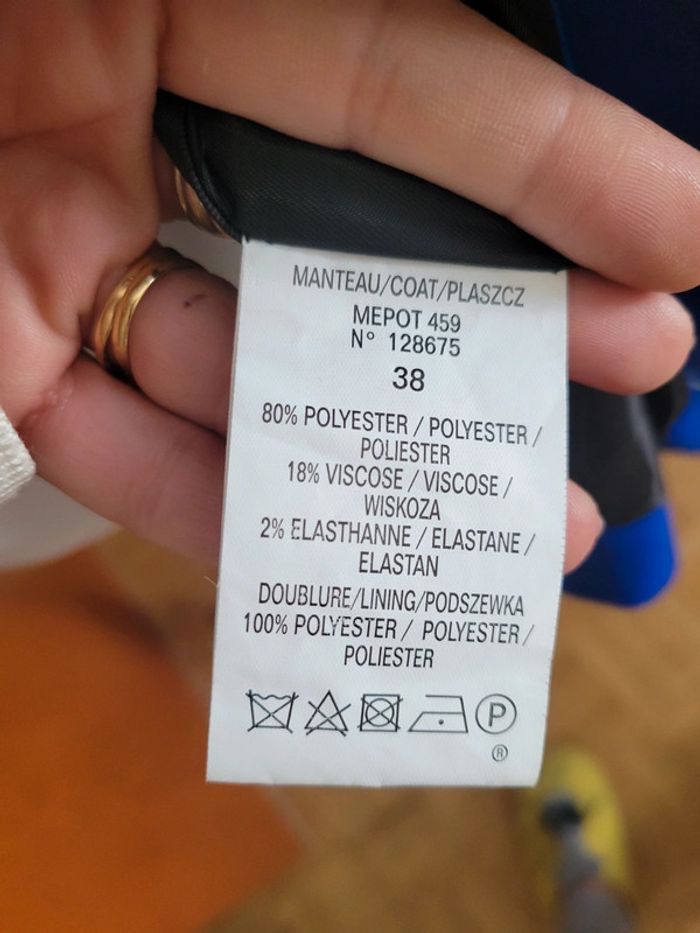 MANTEAU/COAT/PLASZCZ
MEPOT 459
N° 128675
38
80% POLYESTER / POLYESTER /
POLIESTER
18% VISCOSE / VISCOSE /
WISKOZA
2% ELASTHANNE / ELASTANE /
ELASTAN
DOUBLURE/LINING/PODSZEWKA
100% POLYESTER / POLYESTER /
POLIESTER
P
®